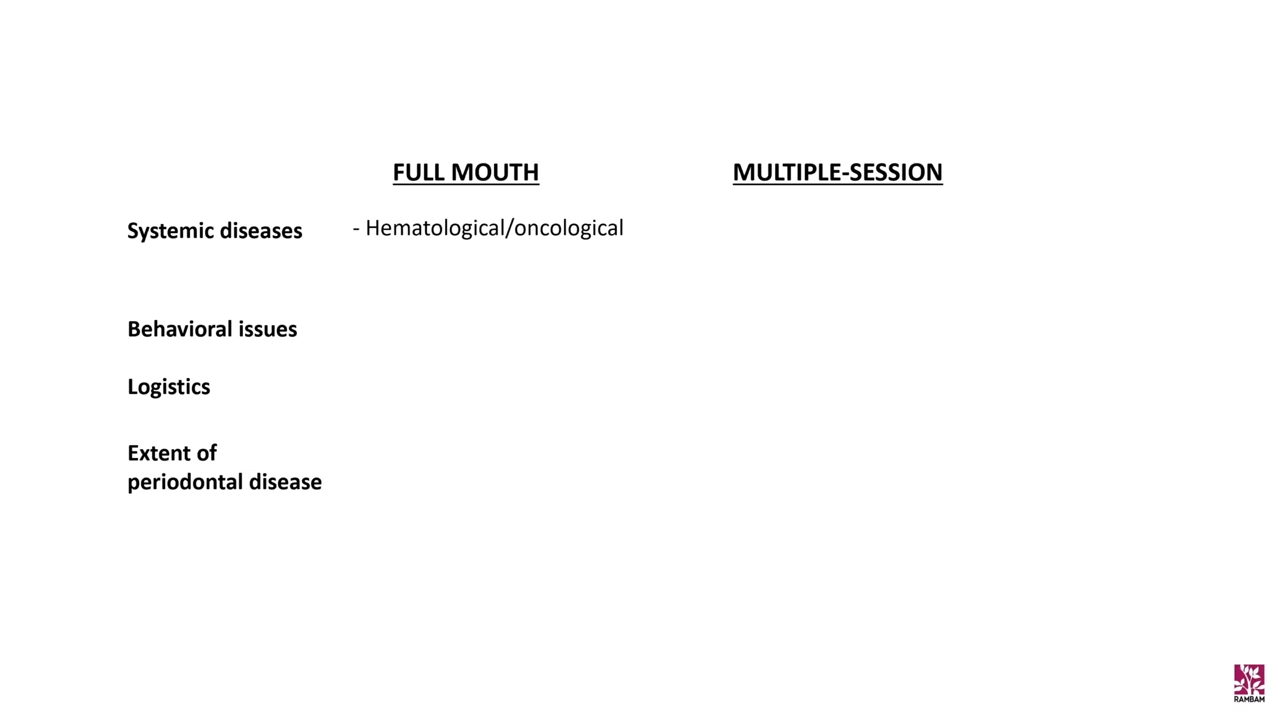 FULL MOUTH MULTIPLE-SESSION
Systemic diseases - Hematological/oncological
Behavioral issues
Logistics
Extent of
periodontal disease
RAMBAM